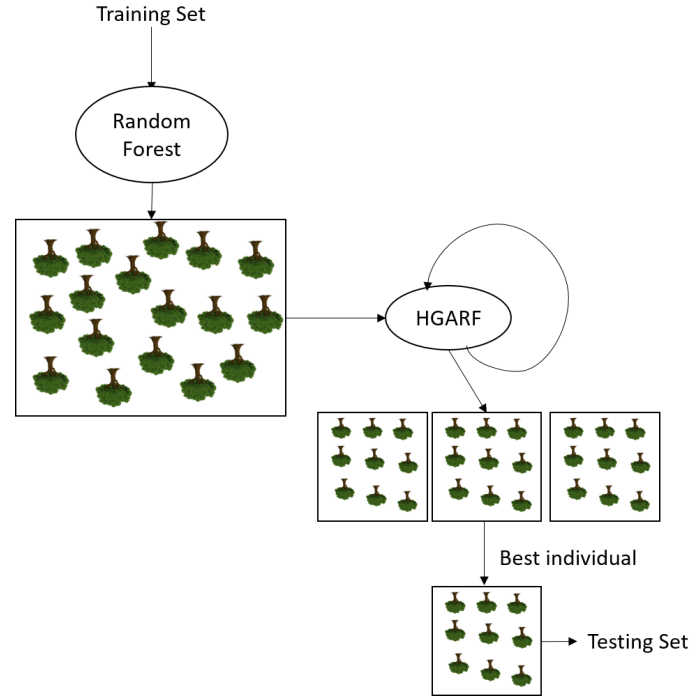 Training Set
Random
Forest
HGARF
Best individual
Testing Set